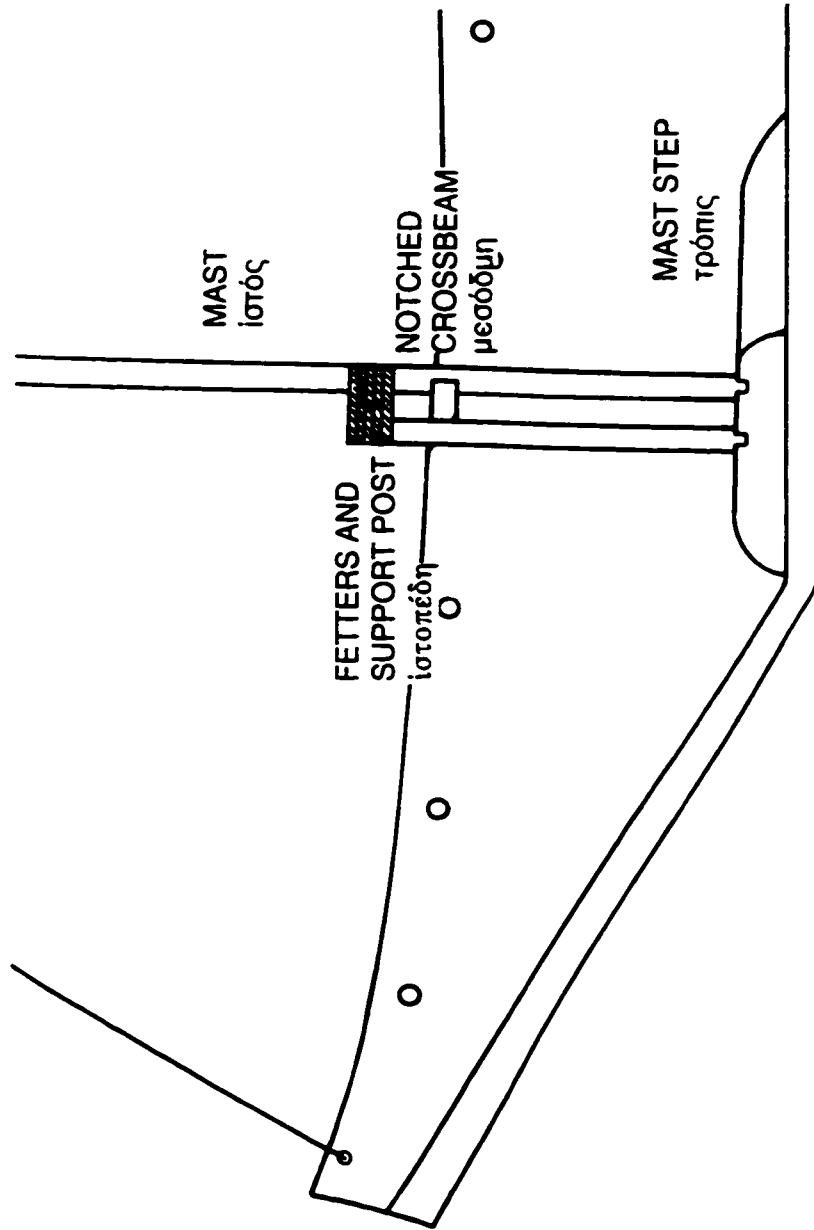 MAST
ἱστός
NOTCHED
CROSSBEAM
μεσόδμη
FETTERS AND
SUPPORT POST
ἱστοπέδη
MAST STEP
τρόπις